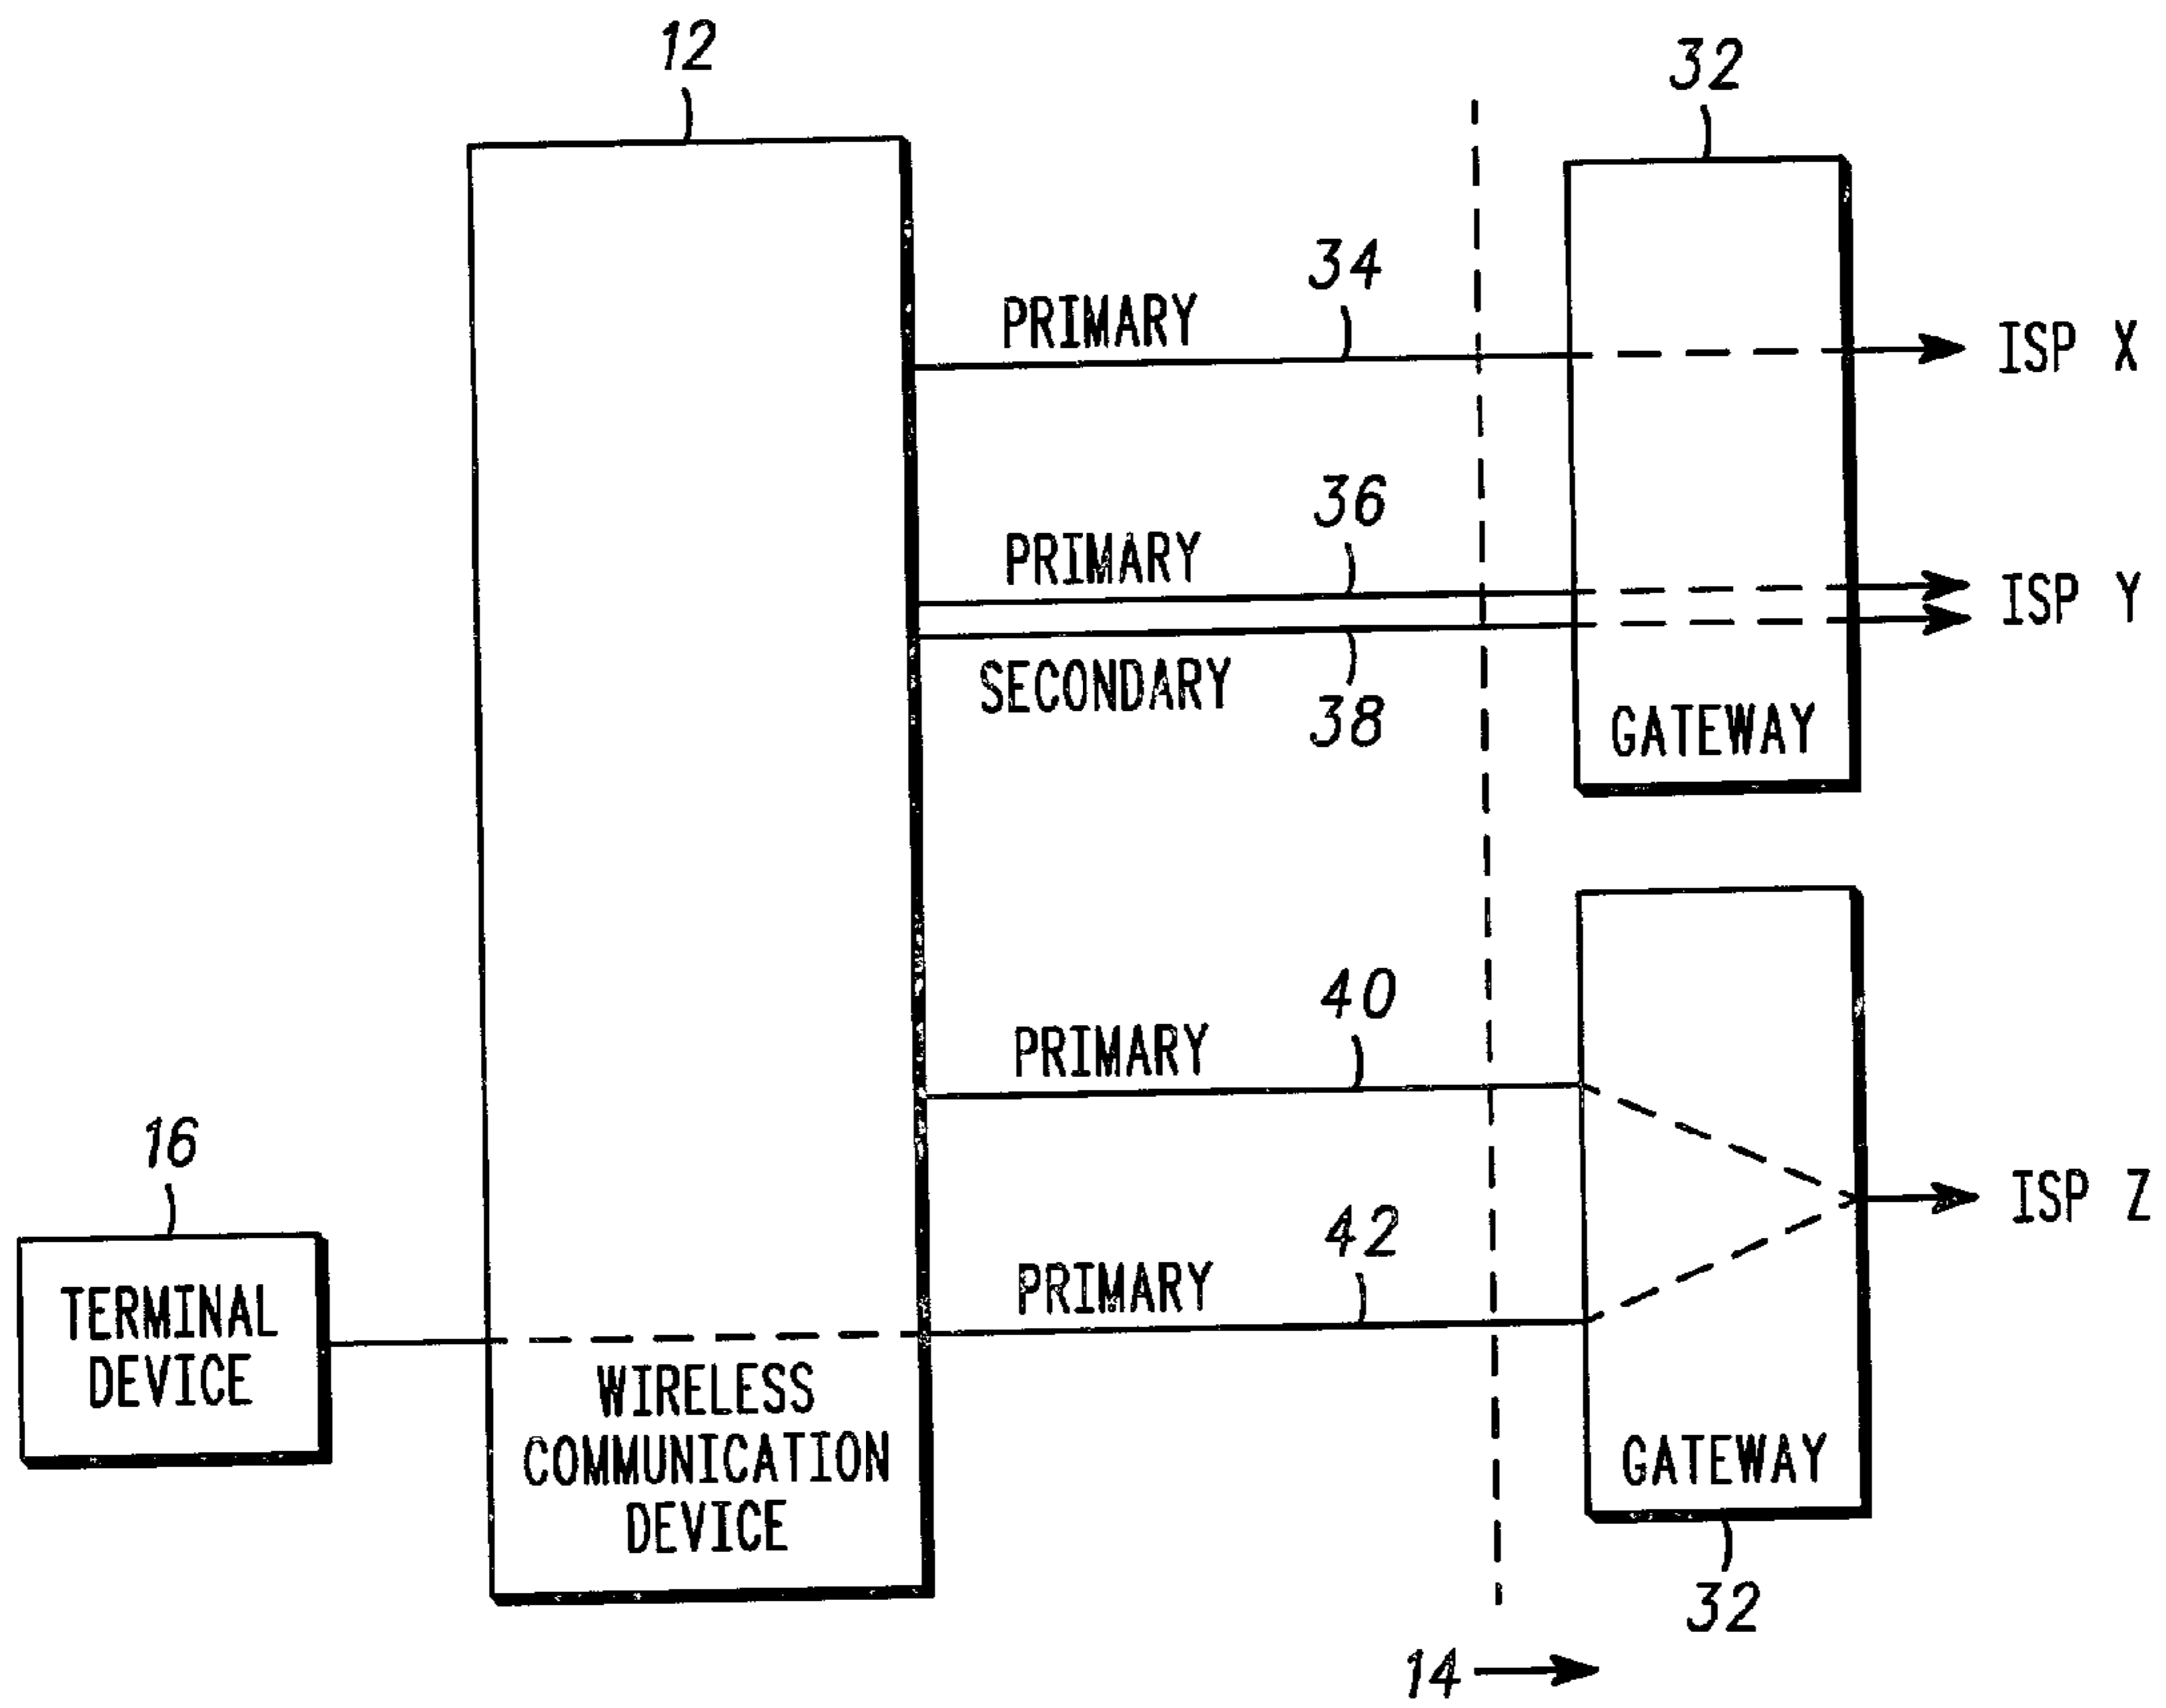 12
32
34
PRIMARY
ISP X
36
PRIMARY
ISP Y
SECONDARY
38
GATEWAY
40
PRIMARY
16
ISP Z
42
PRIMARY
TERMINAL
DEVICE
WIRELESS
COMMUNICATION
DEVICE
GATEWAY
32
14